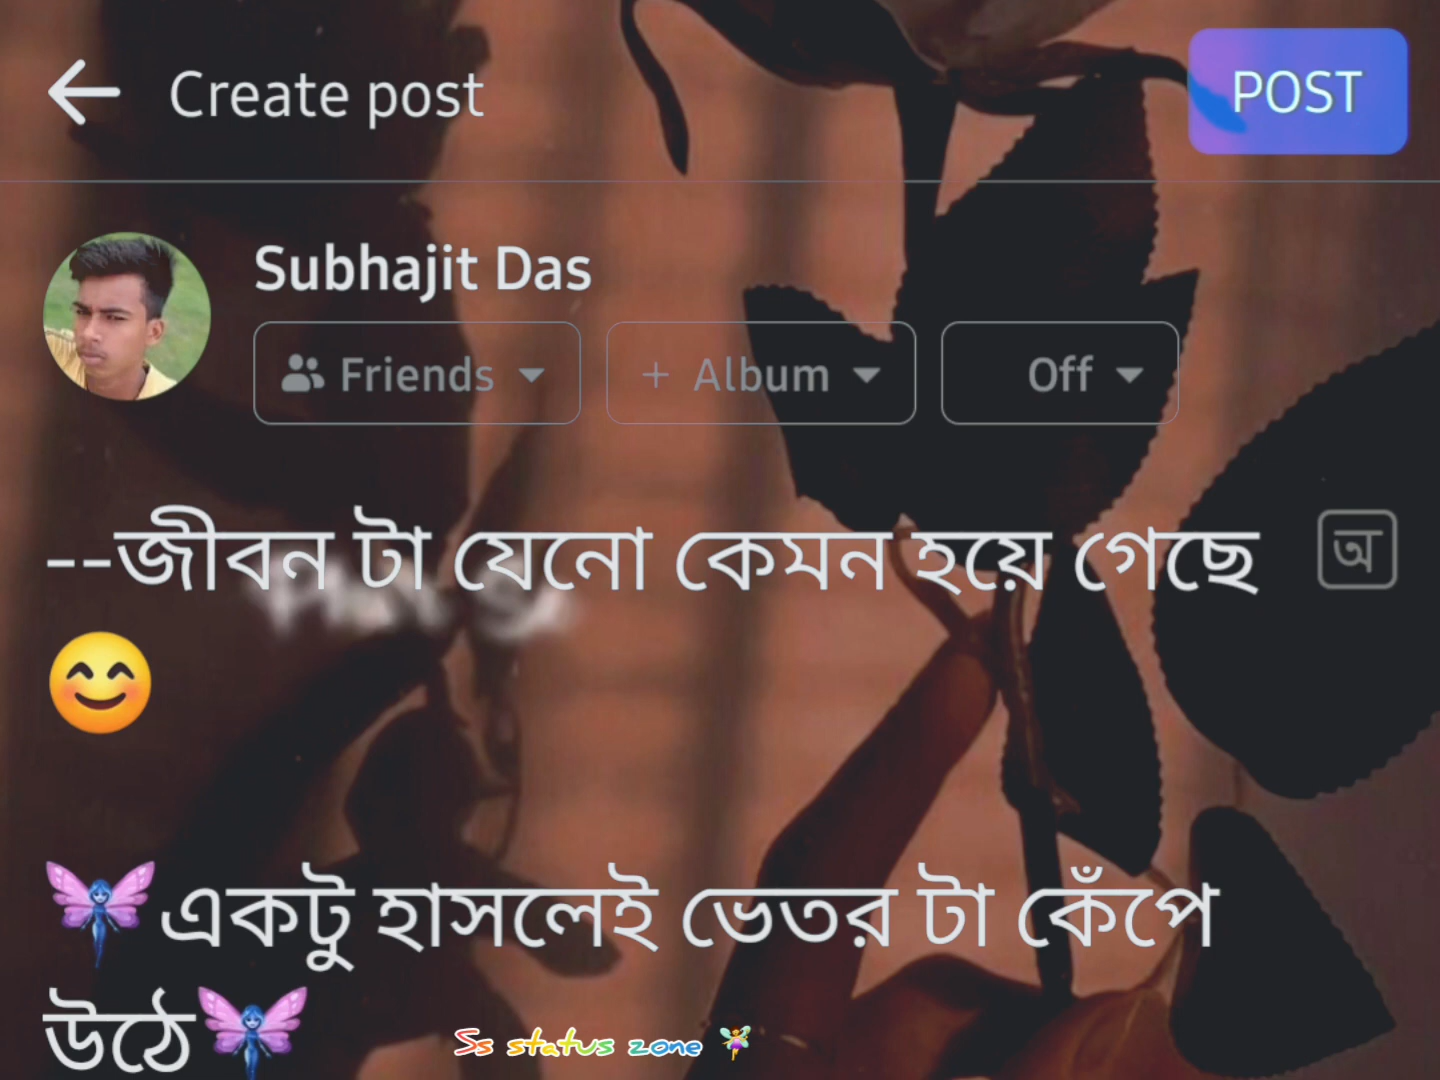 Create post
POST
Subhajit Das
Friends
+ Album
Off
--জীবন টা যেনো কেমন হয়ে গেছে
অ
😊
🧚একটু হাসলেই ভেতর টা কেঁপে
উঠে🧚
Ss status zone 🧚